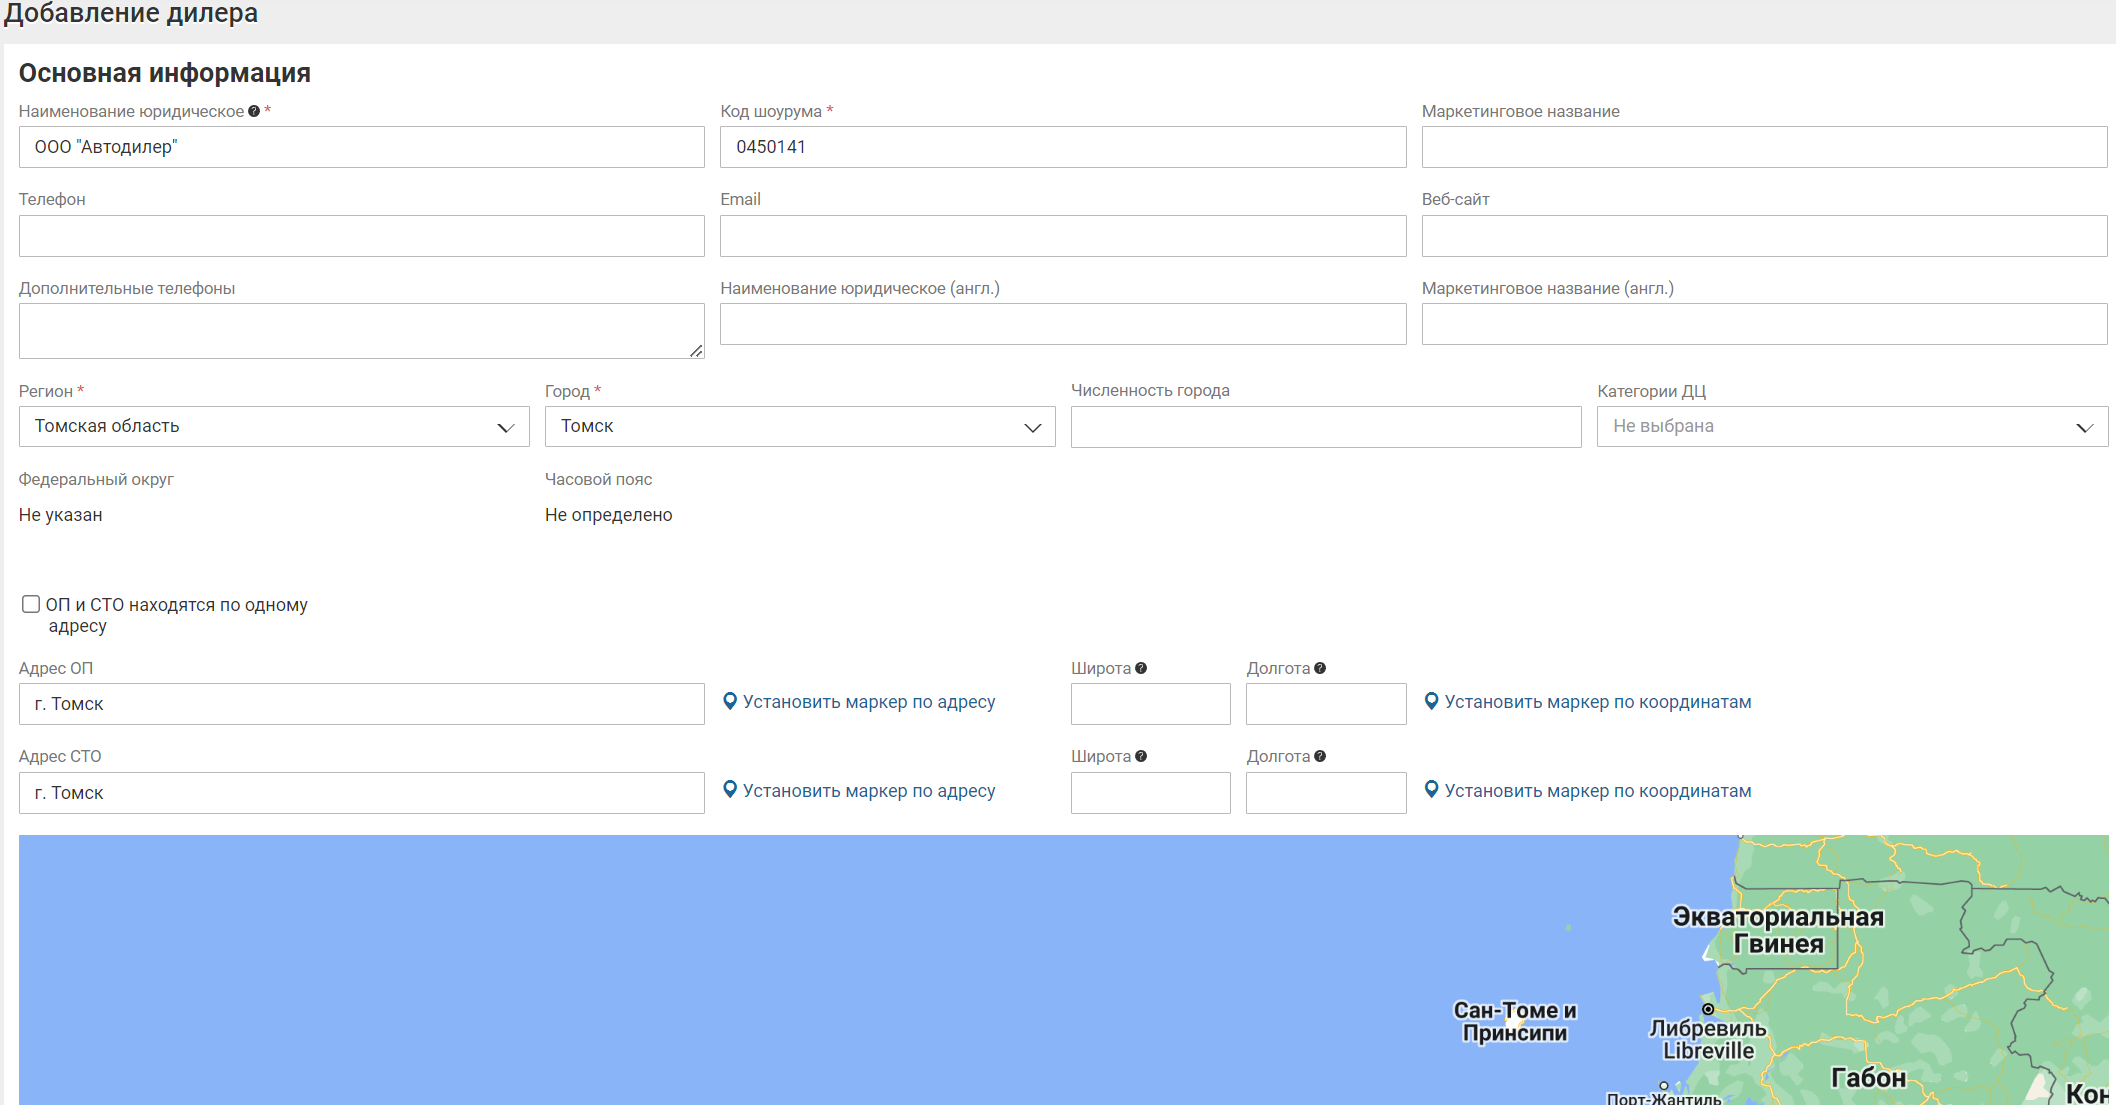 Добавление дилера
Основная информация
Наименование юридическое ? *
Код шоурума *
Маркетинговое название
ООО "Автодилер"
0450141
Телефон
Email
Веб-сайт
Дополнительные телефоны
Наименование юридическое (англ.)
Маркетинговое название (англ.)
Регион *
Город *
Численность города
Категории ДЦ
Томская область
Томск
Не выбрана
Федеральный округ
Часовой пояс
Не указан
Не определено
ОП и СТО находятся по одному
адресу
Адрес ОП
Широта ?
Долгота ?
г. Томск
Установить маркер по адресу
Установить маркер по координатам
Адрес СТО
Широта ?
Долгота ?
г. Томск
Установить маркер по адресу
Установить маркер по координатам
Экваториальная
Гвинея
Сан-Томе и
Принсипи
Либревиль
Libreville
Габон
Порт-Жантиль
Кон